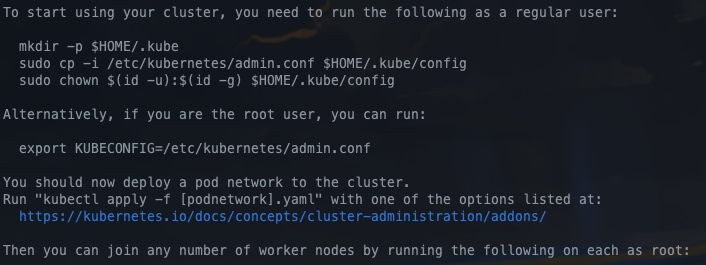 To start using your cluster, you need to run the following as a regular user:
mkdir -p $HOME/.kube
sudo cp -i /etc/kubernetes/admin.conf $HOME/.kube/config
sudo chown $(id -u):$(id -g) $HOME/.kube/config
Alternatively, if you are the root user, you can run:
export KUBECONFIG=/etc/kubernetes/admin.conf
You should now deploy a pod network to the cluster.
Run "kubectl apply -f [podnetwork].yaml" with one of the options listed at:
https://kubernetes.io/docs/concepts/cluster-administration/addons/
Then you can join any number of worker nodes by running the following on each as root: